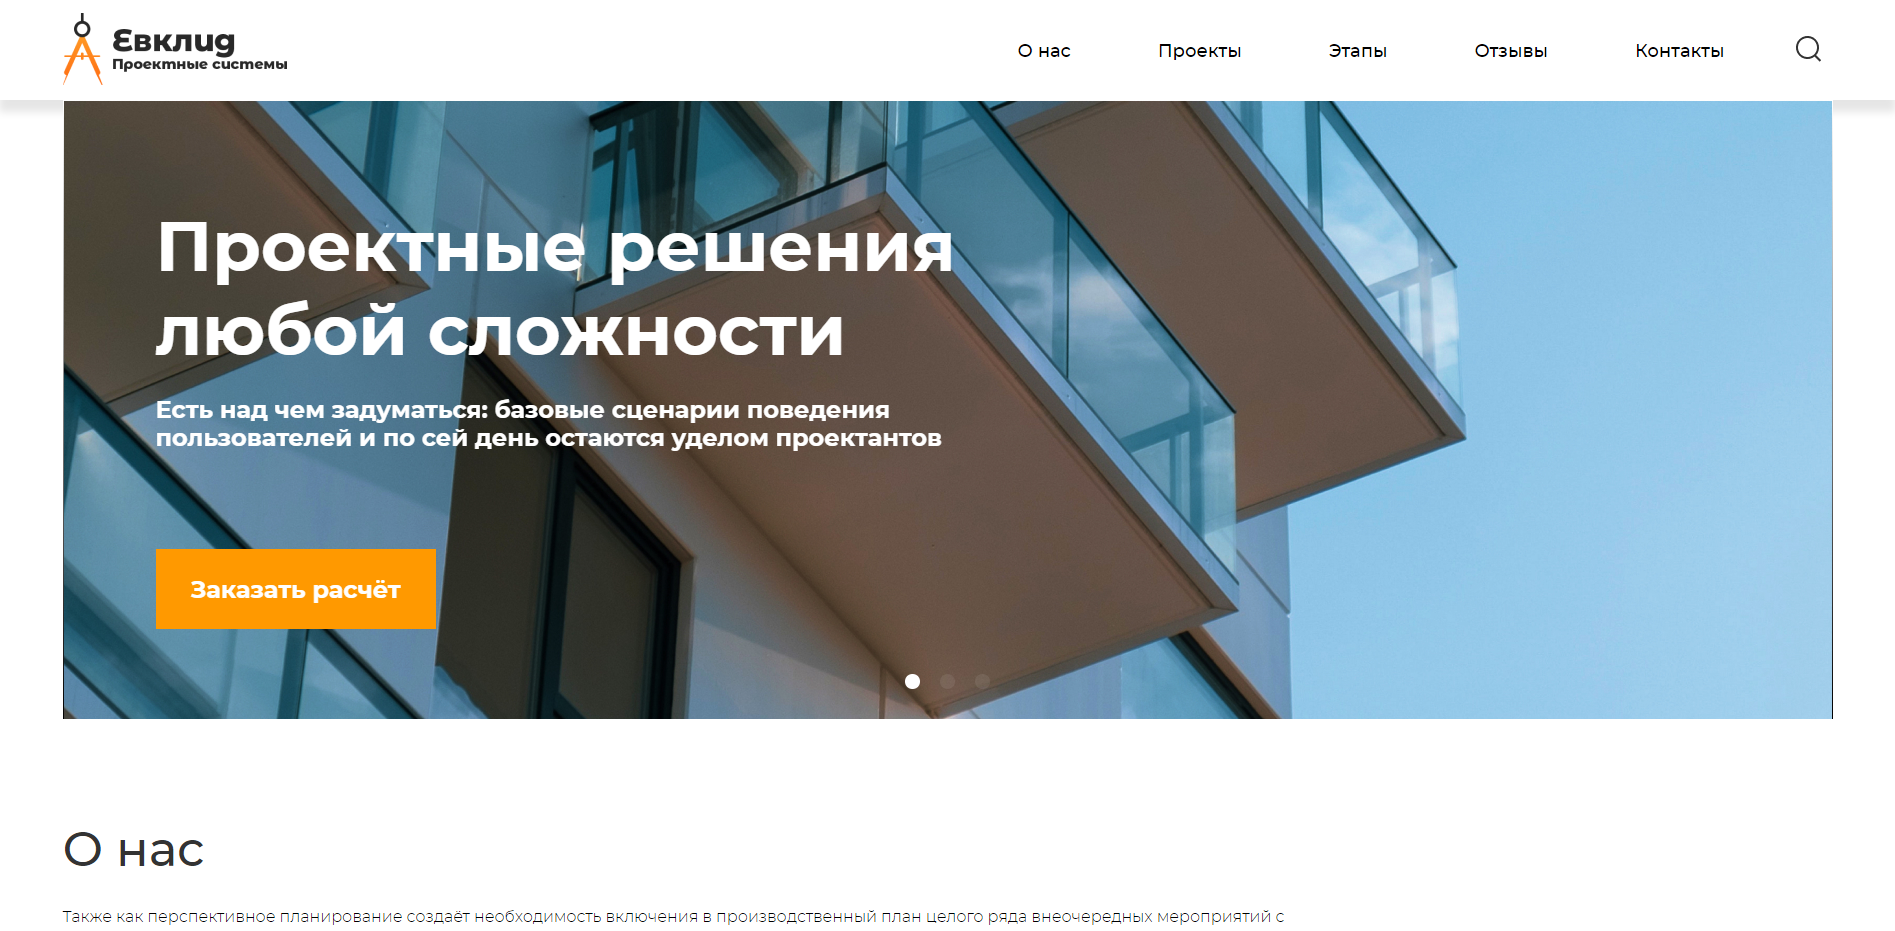 Евклид
Проектные системы
О нас
Проекты
Этапы
Отзывы
Контакты
Проектные решения
любой сложности
Есть над чем задуматься: базовые сценарии поведения
пользователей и по сей день остаются уделом проектантов
Заказать расчёт
О нас
Также как перспективное планирование создаёт необходимость включения в производственный план целого ряда внеочередных мероприятий с